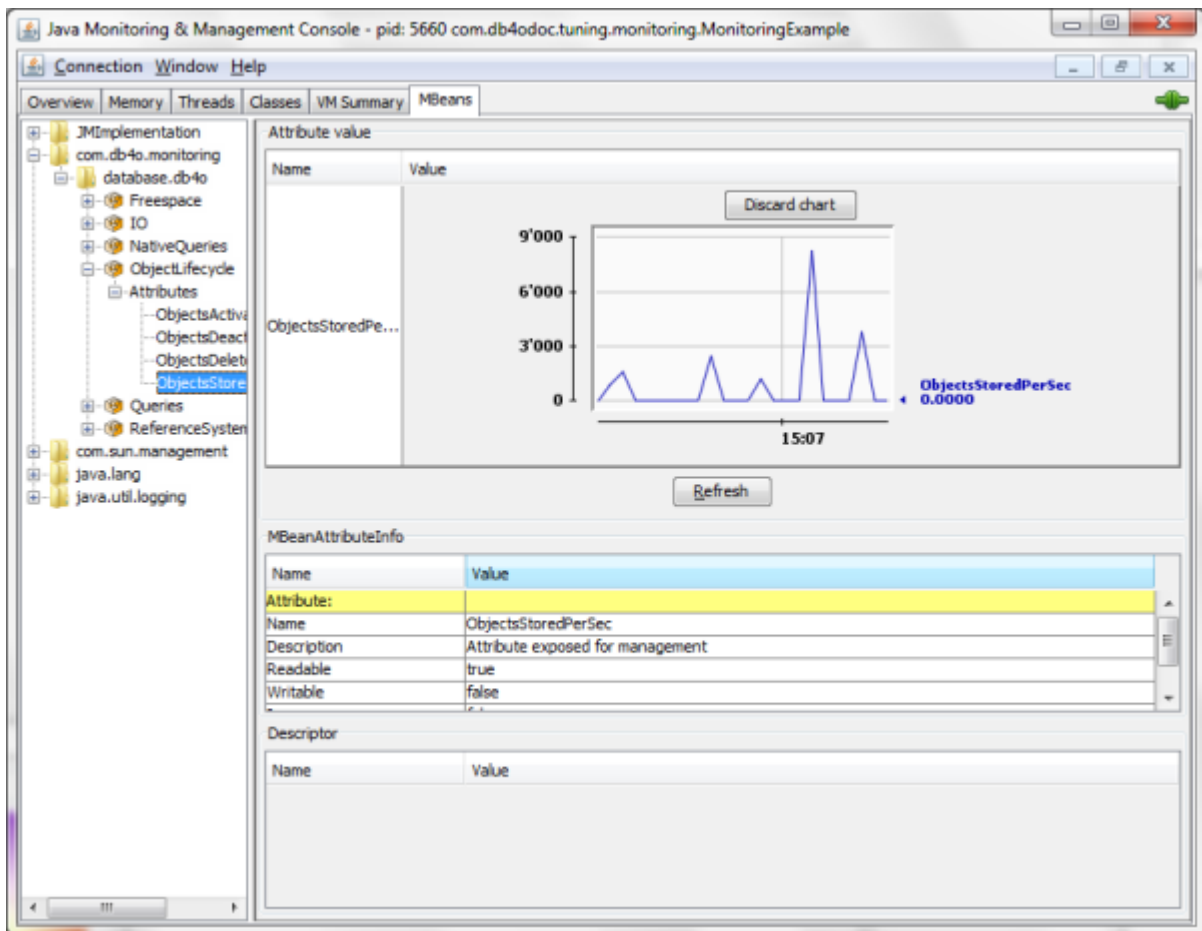 Java Monitoring & Management Console - pid: 5660 com.db4odoc.tuning.monitoring.MonitoringExample
Connection Window Help
Overview Memory Threads Classes VM Summary MBeans
JMImplementation
com.db4o.monitoring
database.db4o
Freespace
IO
NativeQueries
ObjectLifecycle
Attributes
ObjectsActiva
ObjectsDeact
ObjectsDelet
ObjectsStore
Queries
ReferenceSystem
com.sun.management
java.lang
java.util.logging
Attribute value
Name Value
ObjectsStoredPe...
Discard chart
9'000
6'000
3'000
0
ObjectsStoredPerSec
0.0000
15:07
Refresh
MBeanAttributeInfo
Name Value
Attribute:
Name ObjectsStoredPerSec
Description Attribute exposed for management
Readable true
Writable false
Descriptor
Name Value